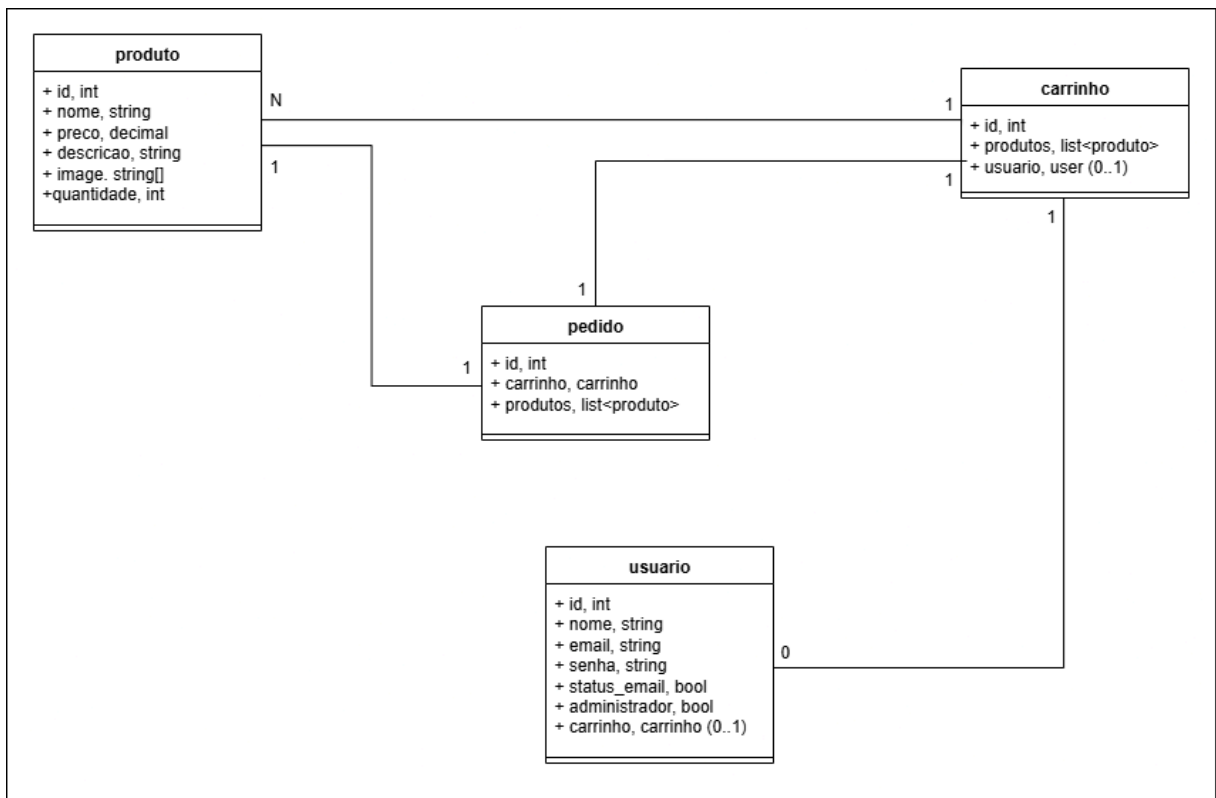 produto
+ id, int
+ nome, string
+ preco, decimal
+ descricao, string
+ image. string[]
+quantidade, int
N
1
1
1
carrinho
+ id, int
+ produtos, list<produto>
+ usuario, user (0..1)
1
1
pedido
+ id, int
+ carrinho, carrinho
+ produtos, list<produto>
1
usuario
+ id, int
+ nome, string
+ email, string
+ senha, string
+ status_email, bool
+ administrador, bool
+ carrinho, carrinho (0..1)
0